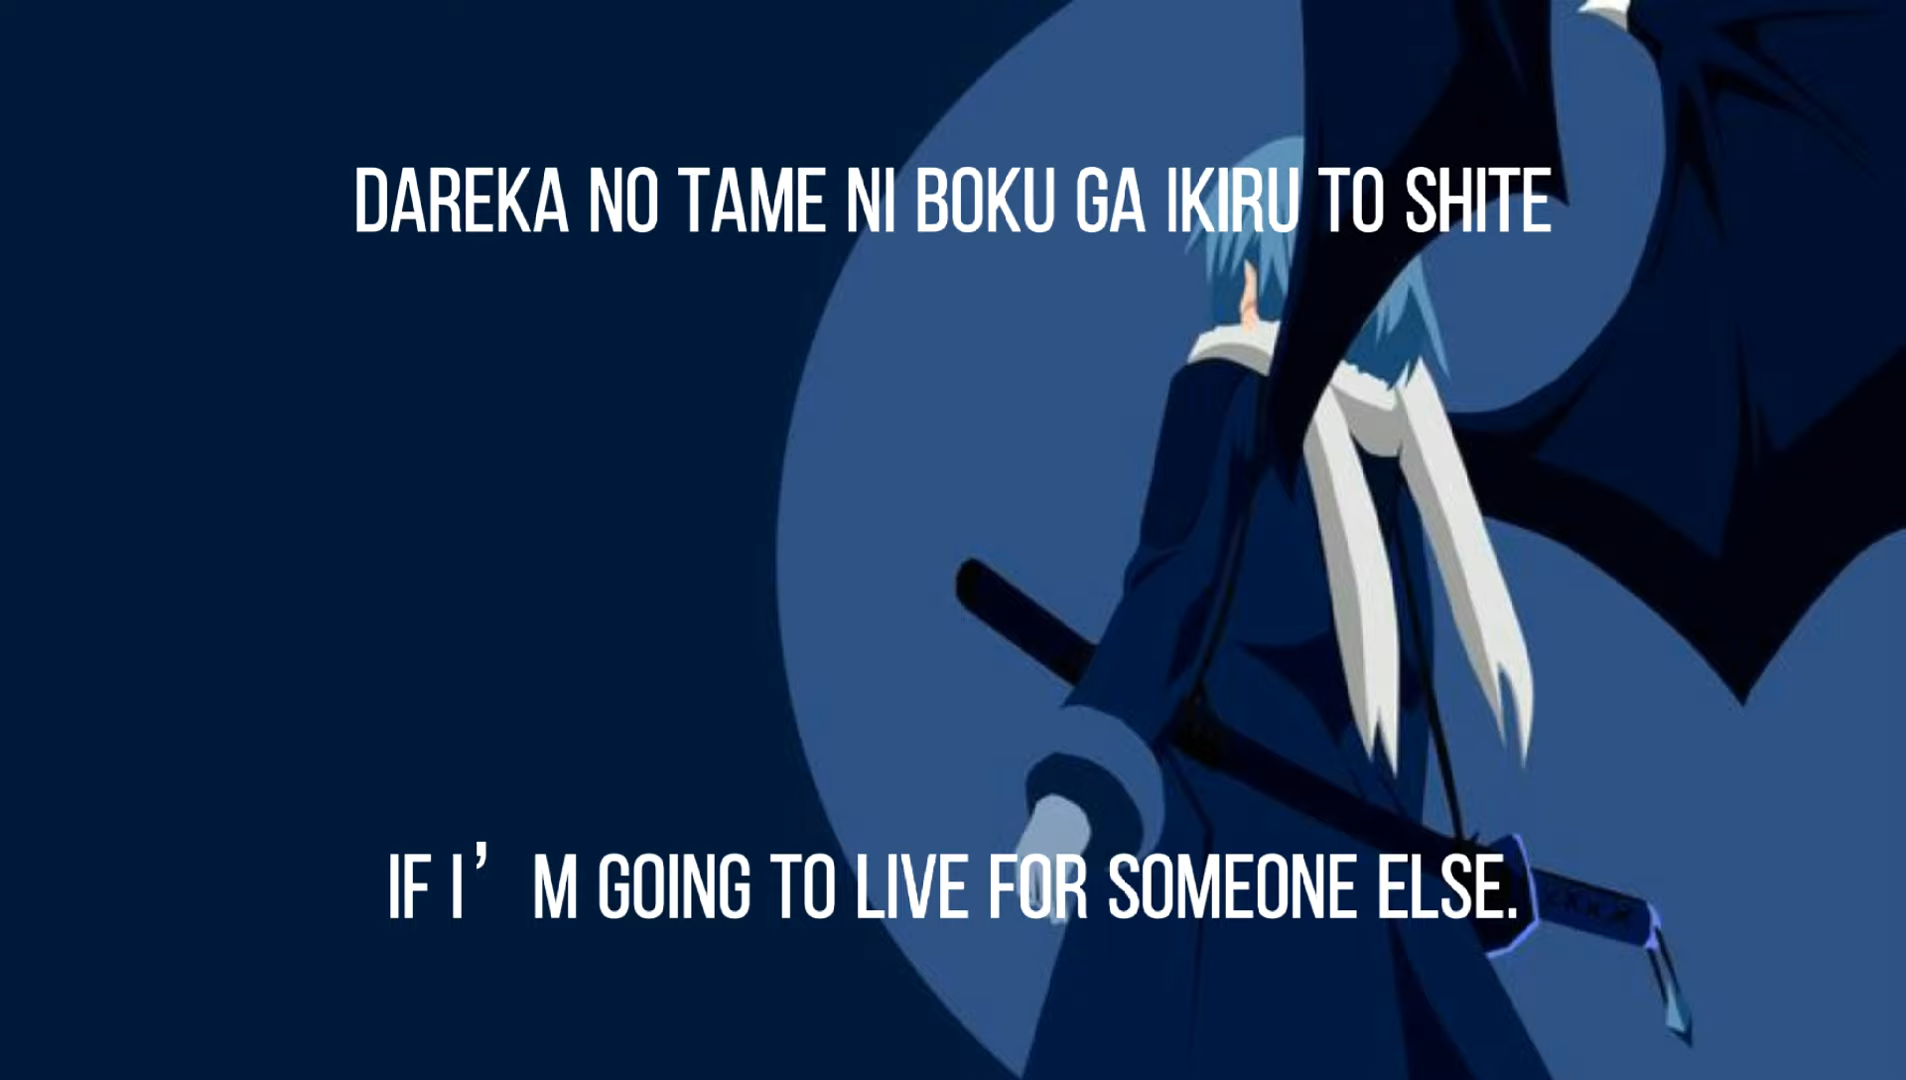 DAREKA NO TAME NI BOKU GA IKIRU TO SHITE
IF I’M GOING TO LIVE FOR SOMEONE ELSE.